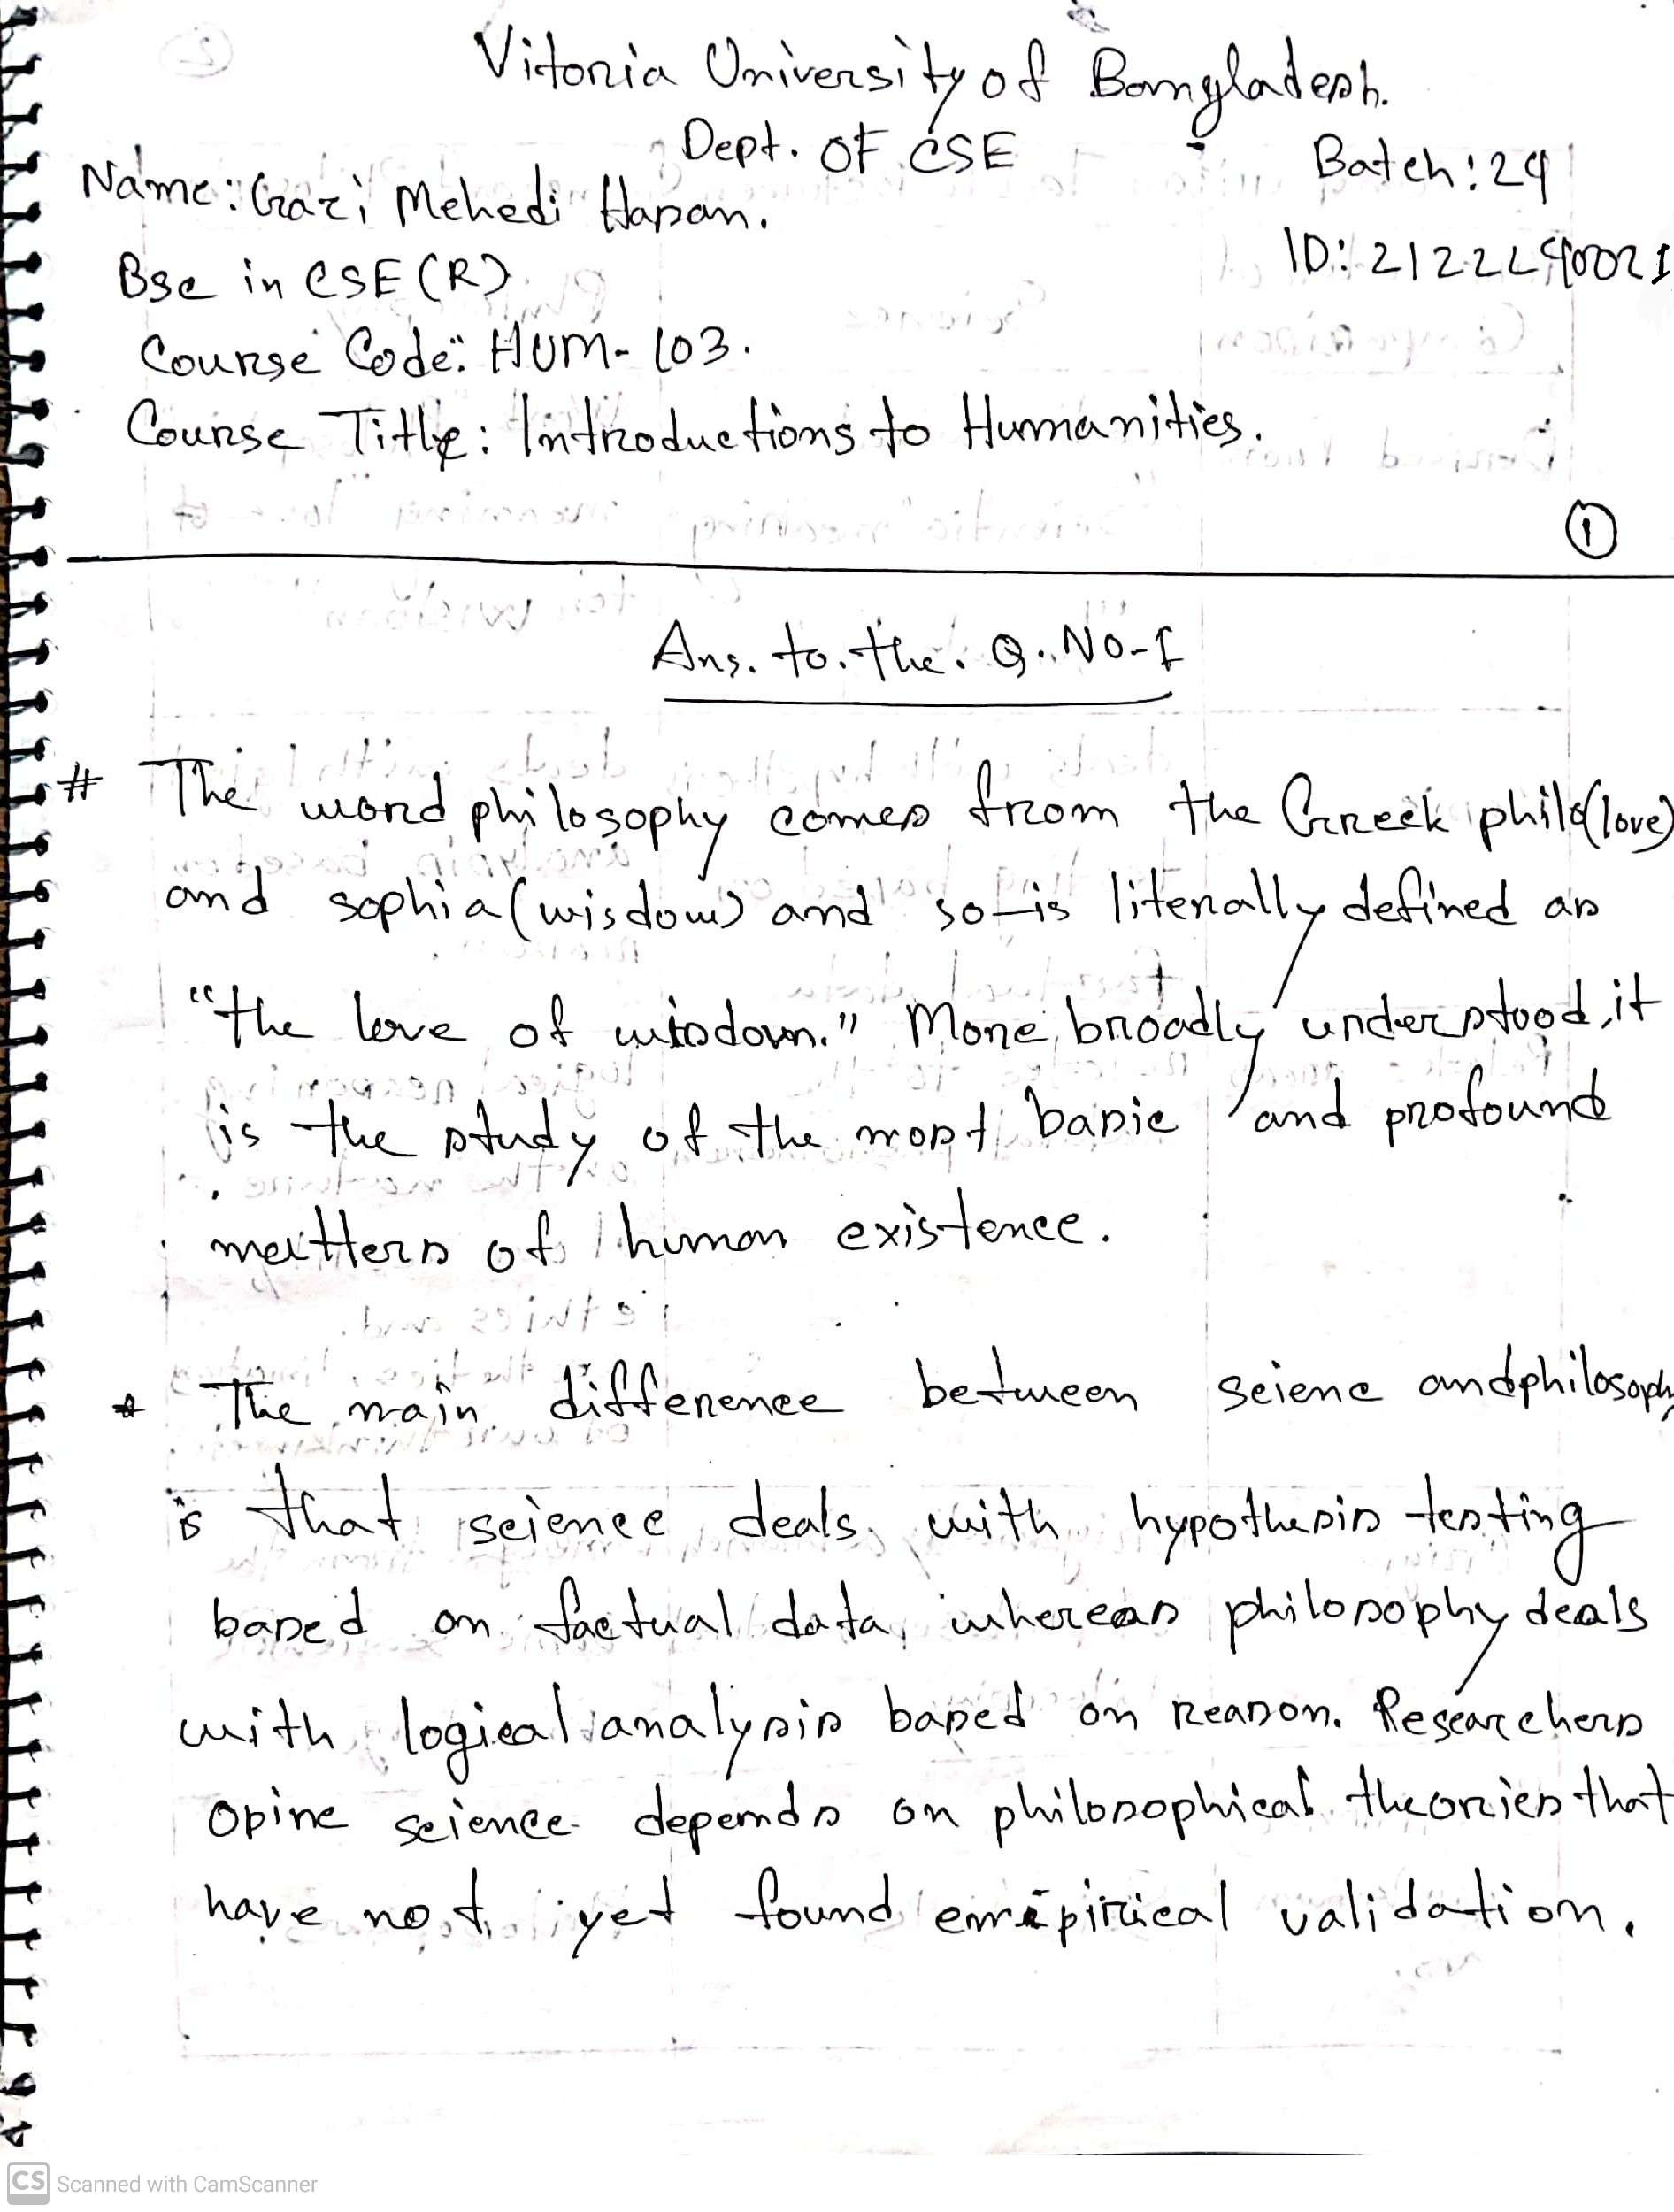 Vitoria University of Bangladesh.
Dept. OF CSE
Batch: 24
Name: Gazi Mehedi Hasan.
ID: 2122240021
Bsc in CSE (R)
Course Code: HUM-103.
Course Title: Introductions to Humanities.
1
Ans. to. the. Q. NO-1
# The word philosophy comes from the Greek philo (love)
and sophia (wisdom) and so is literally defined as
"the love of wisdom." More broadly understood, it
is the study of the most basic and profound
matters of human existence.
* The main difference between scienc and philosophy
is that science deals with hypothesis testing
based on factual data, whereas philosophy deals
with logical analysis based on reason. Researchers
opine science depends on philosophical theories that
have not yet found empirical validation.
CS Scanned with CamScanner